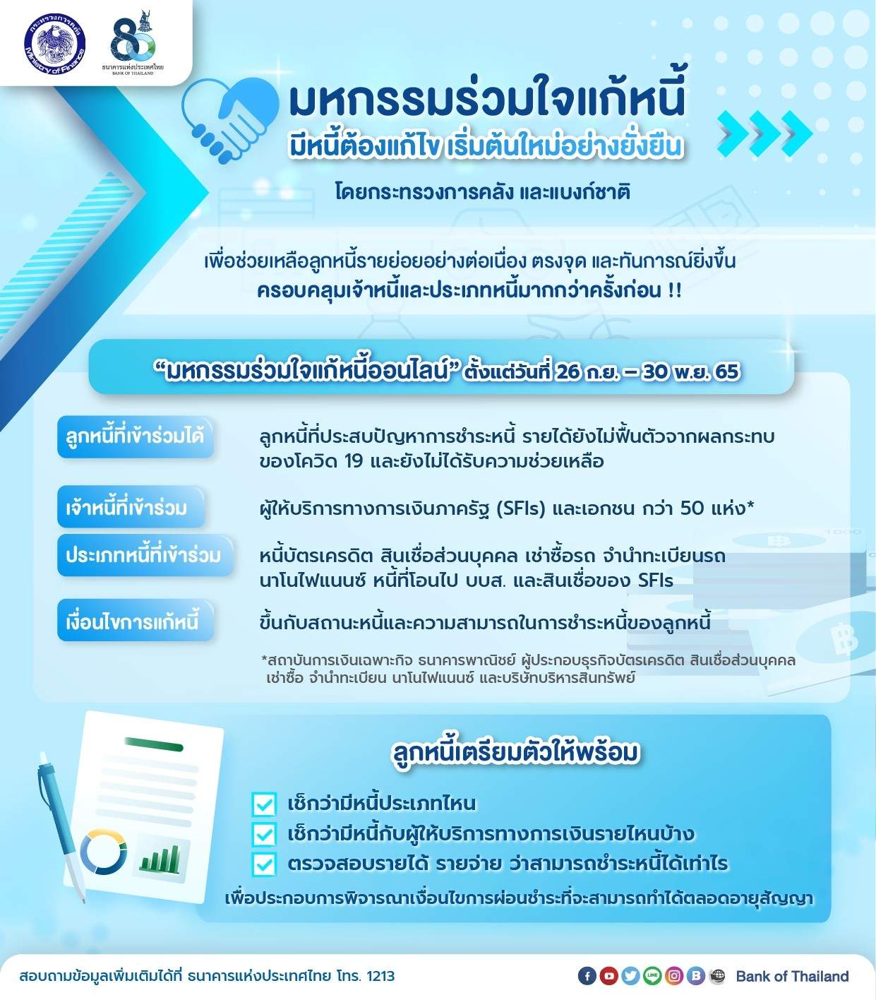 กระทรวงการคลัง
Ministry of Finance
80
ธนาคารแห่งประเทศไทย
BANK OF THAILAND
มหกรรมร่วมใจแก้หนี้
มีหนี้ต้องแก้ไข เริ่มต้นใหม่อย่างยั่งยืน
โดยกระทรวงการคลัง และแบงก์ชาติ
เพื่อช่วยเหลือลูกหนี้รายย่อยอย่างต่อเนื่อง ตรงจุด และทันการณ์ยิ่งขึ้น
ครอบคลุมเจ้าหนี้และประเภทหนี้มากกว่าครั้งก่อน !!
“มหกรรมร่วมใจแก้หนี้ออนไลน์” ตั้งแต่วันที่ 26 ก.ย. – 30 พ.ย. 65
ลูกหนี้ที่เข้าร่วมได้
ลูกหนี้ที่ประสบปัญหาการชำระหนี้ รายได้ยังไม่ฟื้นตัวจากผลกระทบ
ของโควิด 19 และยังไม่ได้รับความช่วยเหลือ
เจ้าหนี้ที่เข้าร่วม
ผู้ให้บริการทางการเงินภาครัฐ (SFIs) และเอกชน กว่า 50 แห่ง*
ประเภทหนี้ที่เข้าร่วม
หนี้บัตรเครดิต สินเชื่อส่วนบุคคล เช่าซื้อรถ จำนำทะเบียนรถ
นาโนไฟแนนซ์ หนี้ที่โอนไป บบส. และสินเชื่อของ SFIs
เงื่อนไขการแก้หนี้
ขึ้นกับสถานะหนี้และความสามารถในการชำระหนี้ของลูกหนี้
*สถาบันการเงินเฉพาะกิจ ธนาคารพาณิชย์ ผู้ประกอบธุรกิจบัตรเครดิต สินเชื่อส่วนบุคคล
เช่าซื้อ จำนำทะเบียน นาโนไฟแนนซ์ และบริษัทบริหารสินทรัพย์
1000
ลูกหนี้เตรียมตัวให้พร้อม
เช็กว่ามีหนี้ประเภทไหน
เช็กว่ามีหนี้กับผู้ให้บริการทางการเงินรายไหนบ้าง
ตรวจสอบรายได้ รายจ่าย ว่าสามารถชำระหนี้ได้เท่าไร
เพื่อประกอบการพิจารณาเงื่อนไขการผ่อนชำระที่จะสามารถทำได้ตลอดอายุสัญญา
สอบถามข้อมูลเพิ่มเติมได้ที่ ธนาคารแห่งประเทศไทย โทร. 1213
LINE
Bank of Thailand